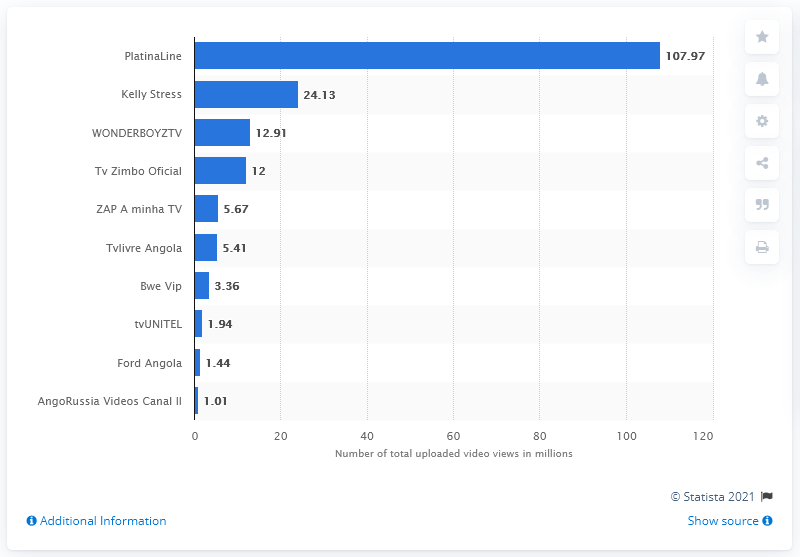 PlatinaLine 107.97
Kelly Stress 24.13
WONDERBOYZTV 12.91
Tv Zimbo Oficial 12
ZAP A minha TV 5.67
Tvlivre Angola 5.41
Bwe Vip 3.36
tvUNITEL 1.94
Ford Angola 1.44
AngoRussia Videos Canal II 1.01
0 20 40 60 80 100 120
Number of total uploaded video views in millions
© Statista 2021
Additional Information
Show source